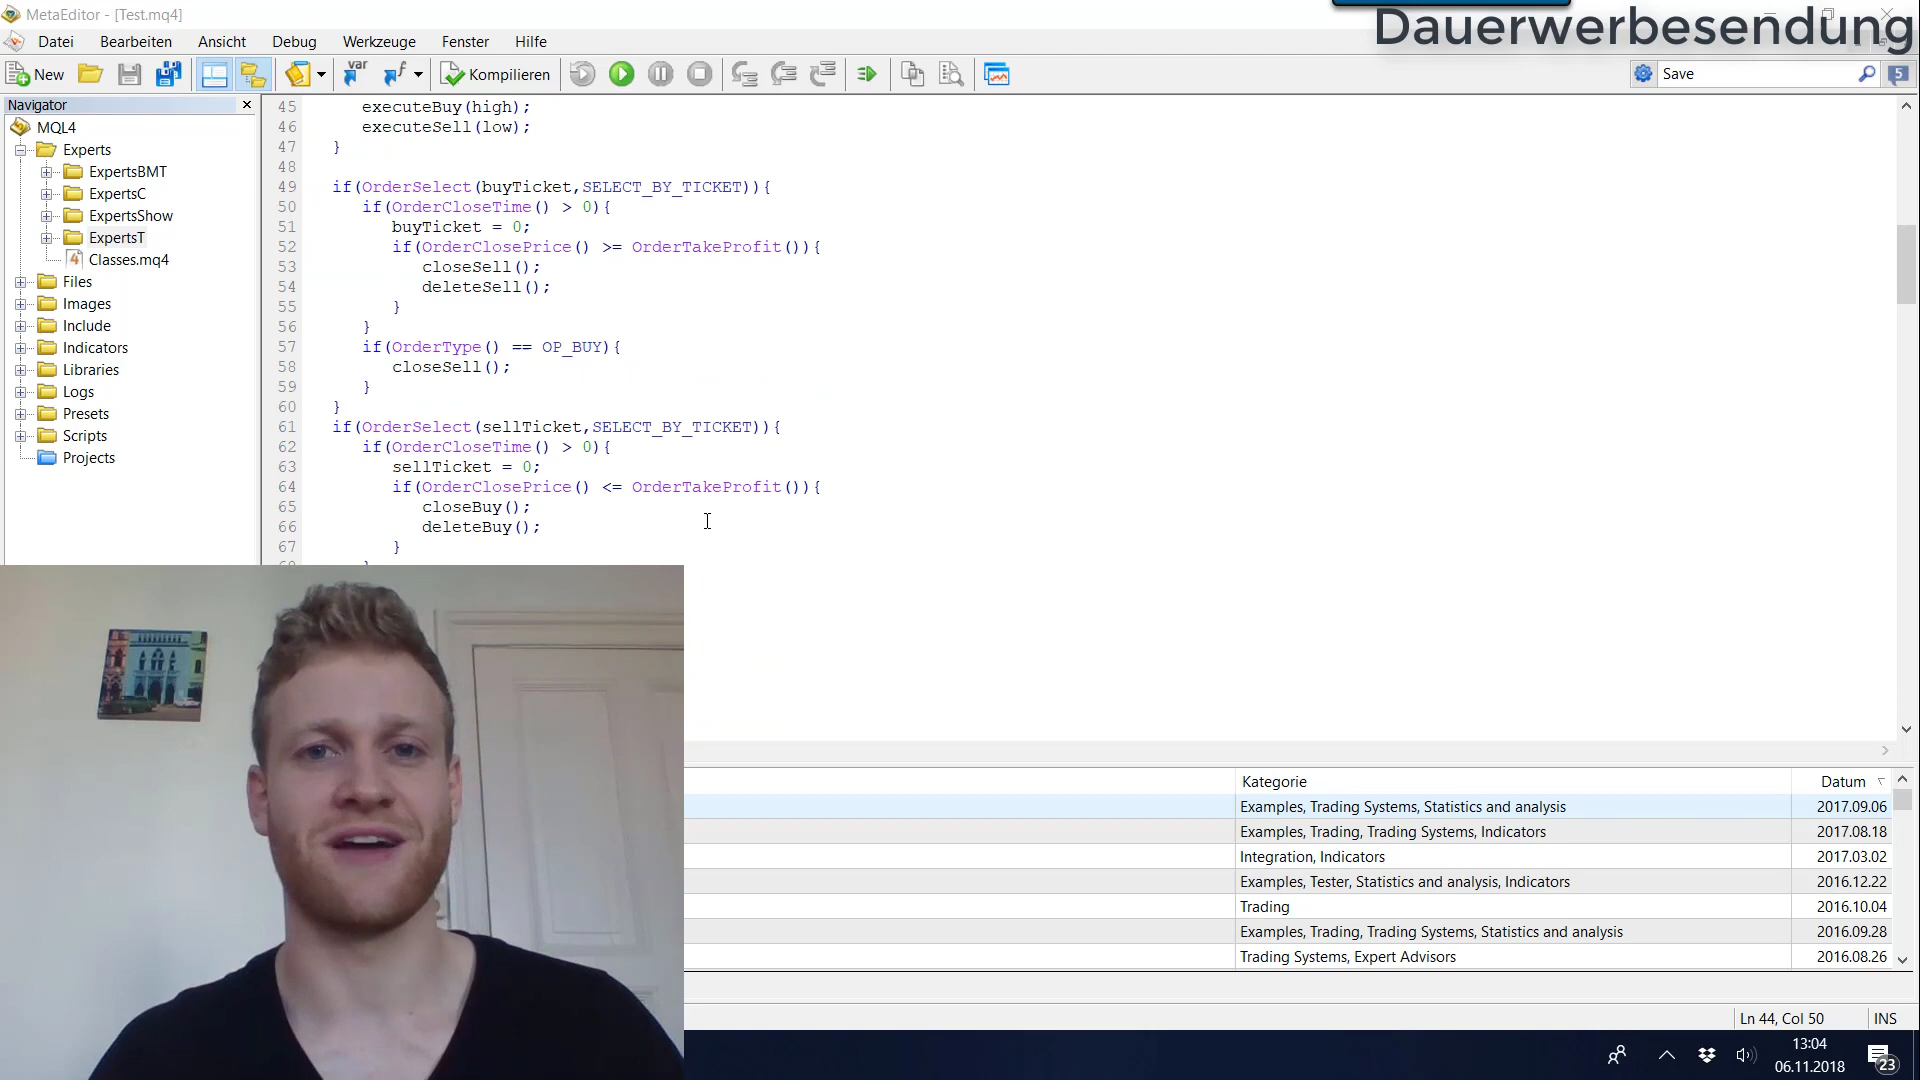 MetaEditor - [Test.mq4]
Dauerwerbesendung
Datei Bearbeiten Ansicht Debug Werkzeuge Fenster Hilfe
New var f Kompilieren Save 5
Navigator
MQL4
Experts
ExpertsBMT
ExpertsC
ExpertsShow
ExpertsT
Classes.mq4
Files
Images
Include
Indicators
Libraries
Logs
Presets
Scripts
Projects
45 executeBuy(high);
46 executeSell(low);
47 }
48
49 if(OrderSelect(buyTicket,SELECT_BY_TICKET)){
50 if(OrderCloseTime() > 0){
51 buyTicket = 0;
52 if(OrderClosePrice() >= OrderTakeProfit()){
53 closeSell();
54 deleteSell();
55 }
56 }
57 if(OrderType() == OP_BUY){
58 closeSell();
59 }
60 }
61 if(OrderSelect(sellTicket,SELECT_BY_TICKET)){
62 if(OrderCloseTime() > 0){
63 sellTicket = 0;
64 if(OrderClosePrice() <= OrderTakeProfit()){
65 closeBuy();
66 deleteBuy();
67 }
Kategorie Datum
Examples, Trading Systems, Statistics and analysis 2017.09.06
Examples, Trading, Trading Systems, Indicators 2017.08.18
Integration, Indicators 2017.03.02
Examples, Tester, Statistics and analysis, Indicators 2016.12.22
Trading 2016.10.04
Examples, Trading, Trading Systems, Statistics and analysis 2016.09.28
Trading Systems, Expert Advisors 2016.08.26
Ln 44, Col 50 INS
13:04
06.11.2018
23